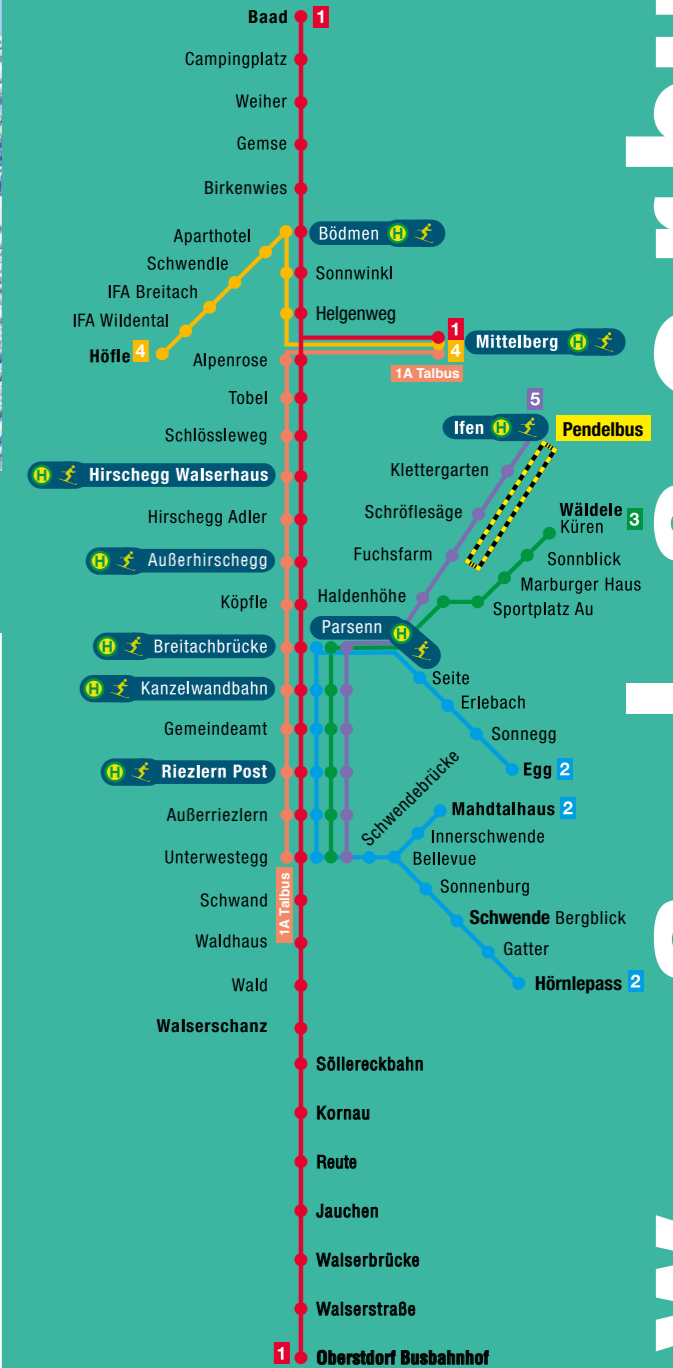 Baad 1
Campingplatz
Weiher
Gemse
Birkenwies
Bödmen H
Aparthotel
Schwendle
IFA Breitach
IFA Wildental
Höfle 4
Sonnwinkl
Helgenweg
1
4
Mittelberg H
1A Talbus
Alpenrose
Tobel
Schlössleweg
H Hirschegg Walserhaus
Hirschegg Adler
H Außerhirschegg
Köpfle
H Breitachbrücke
H Kanzelwandbahn
Gemeindeamt
H Riezlern Post
Außerriezlern
Unterwestegg
1A Talbus
5
Ifen H
Pendelbus
Klettergarten
Schröflesäge
Fuchsfarm
Haldenhöhe
Parsenn H
Wäldele 3
Küren
Sonnblick
Marburger Haus
Sportplatz Au
Seite
Erlebach
Sonnegg
Egg 2
Schwendebrücke
Mahdtalhaus 2
Innerschwende
Bellevue
Sonnenburg
Schwende Bergblick
Gatter
Hörnlepass 2
Schwand
Waldhaus
Wald
Walserschanz
Söllereckbahn
Kornau
Reute
Jauchen
Walserbrücke
Walserstraße
1 Oberstdorf Busbahnhof